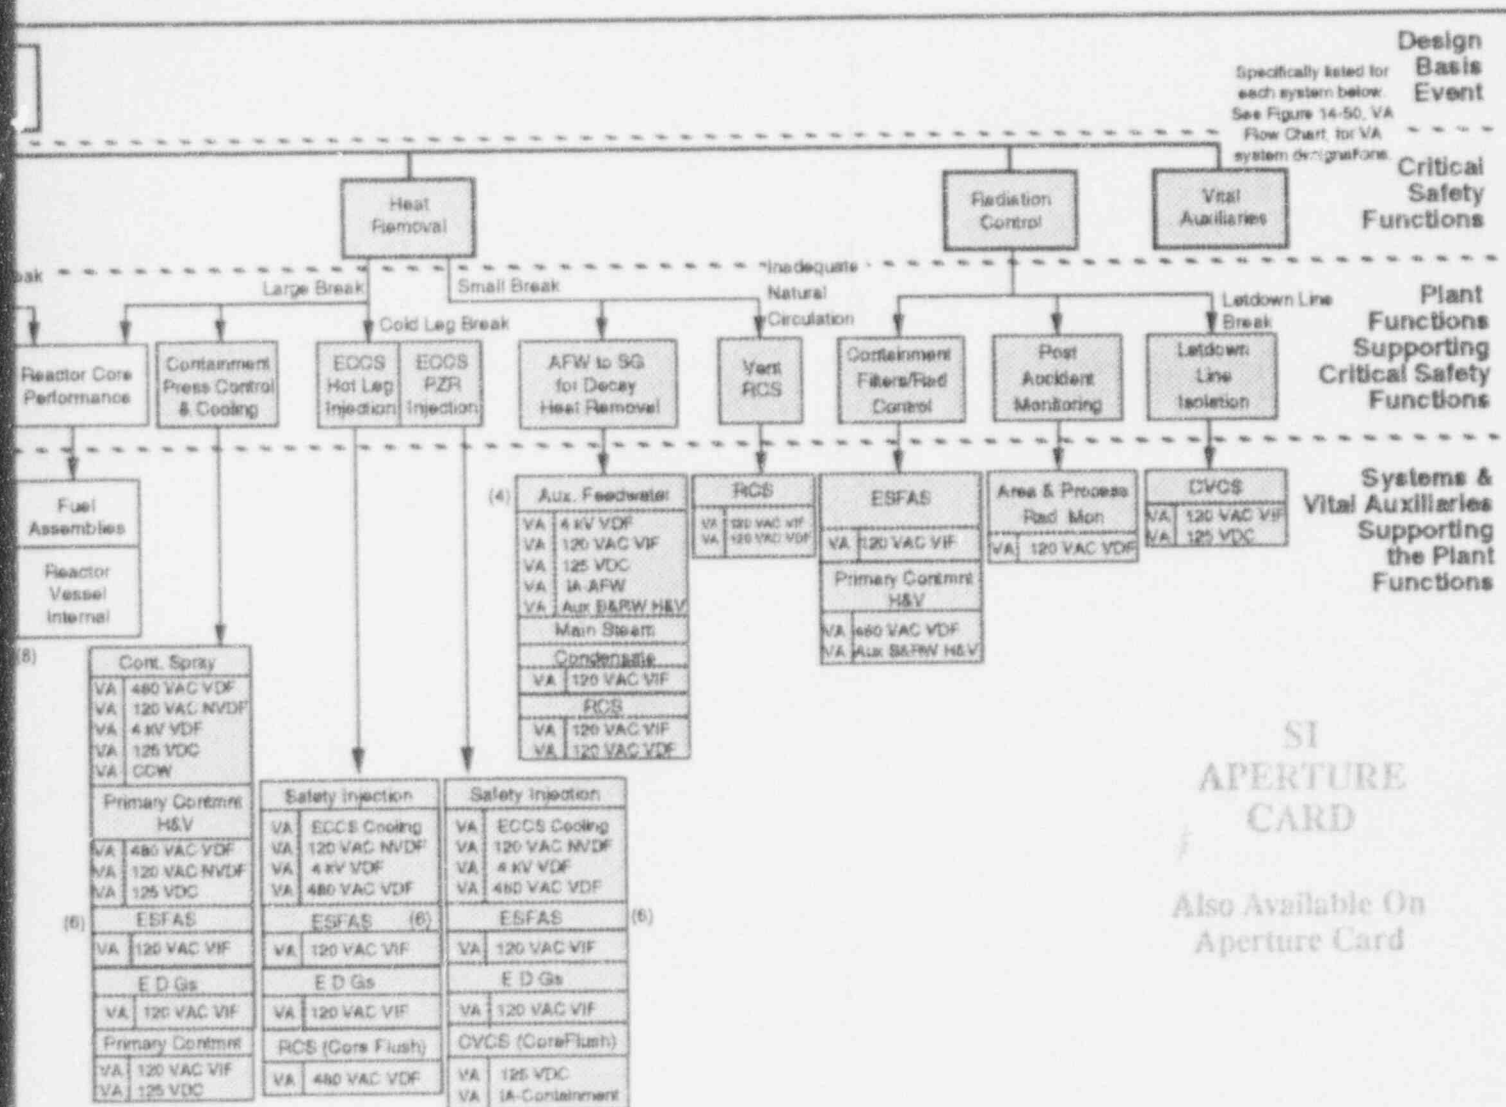 Design
Basis
Event
Specifically listed for
each system below.
See Figure 14-50, VA
Flow Chart, for VA
system designations.
Critical
Safety
Functions
Heat
Removal
Radiation
Control
Vital
Auxiliaries
Large Break
Small Break
Inadequate
Natural
Circulation
Cold Leg Break
Letdown Line
Break
Plant
Functions
Supporting
Critical Safety
Functions
Reactor Core
Performance
Containment
Press Control
& Cooling
ECCS
Hot Leg
Injection
ECCS
PZR
Injection
AFW to SG
for Decay
Heat Removal
Vent
RCS
Containment
Filters/Rad
Control
Post
Accident
Monitoring
Letdown
Line
Isolation
Systems &
Vital Auxiliaries
Supporting
the Plant
Functions
Fuel
Assemblies
Reactor
Vessel
Internal
(4)
Aux. Feedwater
VA 4 KV VDF
VA 120 VAC VIF
VA 125 VDC
VA IA-AFW
VA Aux B&RW H&V
Main Steam
Condensate
VA 120 VAC VIF
RCS
VA 120 VAC VIF
VA 120 VAC VDF
RCS
VA 120 VAC VIF
VA 120 VAC VDF
ESFAS
VA 120 VAC VIF
Primary Contmnt
H&V
VA 480 VAC VDF
VA Aux B&RW H&V
Area & Process
Rad Mon
VA 120 VAC VDF
CVCS
VA 120 VAC VIF
VA 125 VDC
(8)
Cont. Spray
VA 480 VAC VDF
VA 120 VAC NVDF
VA 4 KV VDF
VA 125 VDC
VA CCW
Primary Contmnt
H&V
VA 480 VAC VDF
VA 120 VAC NVDF
VA 125 VDC
(6)
ESFAS
VA 120 VAC VIF
E D Gs
VA 120 VAC VIF
Primary Contmnt
VA 120 VAC VIF
VA 125 VDC
Safety Injection
VA ECCS Cooling
VA 120 VAC NVDF
VA 4 KV VDF
VA 480 VAC VDF
ESFAS (6)
VA 120 VAC VIF
E D Gs
VA 120 VAC VIF
RCS (Core Flush)
VA 480 VAC VDF
Safety Injection
VA ECCS Cooling
VA 120 VAC NVDF
VA 4 KV VDF
VA 480 VAC VDF
ESFAS (6)
VA 120 VAC VIF
E D Gs
VA 120 VAC VIF
CVCS (CoreFlush)
VA 125 VDC
VA IA-Containment
SI
APERTURE
CARD
Also Available On
Aperture Card